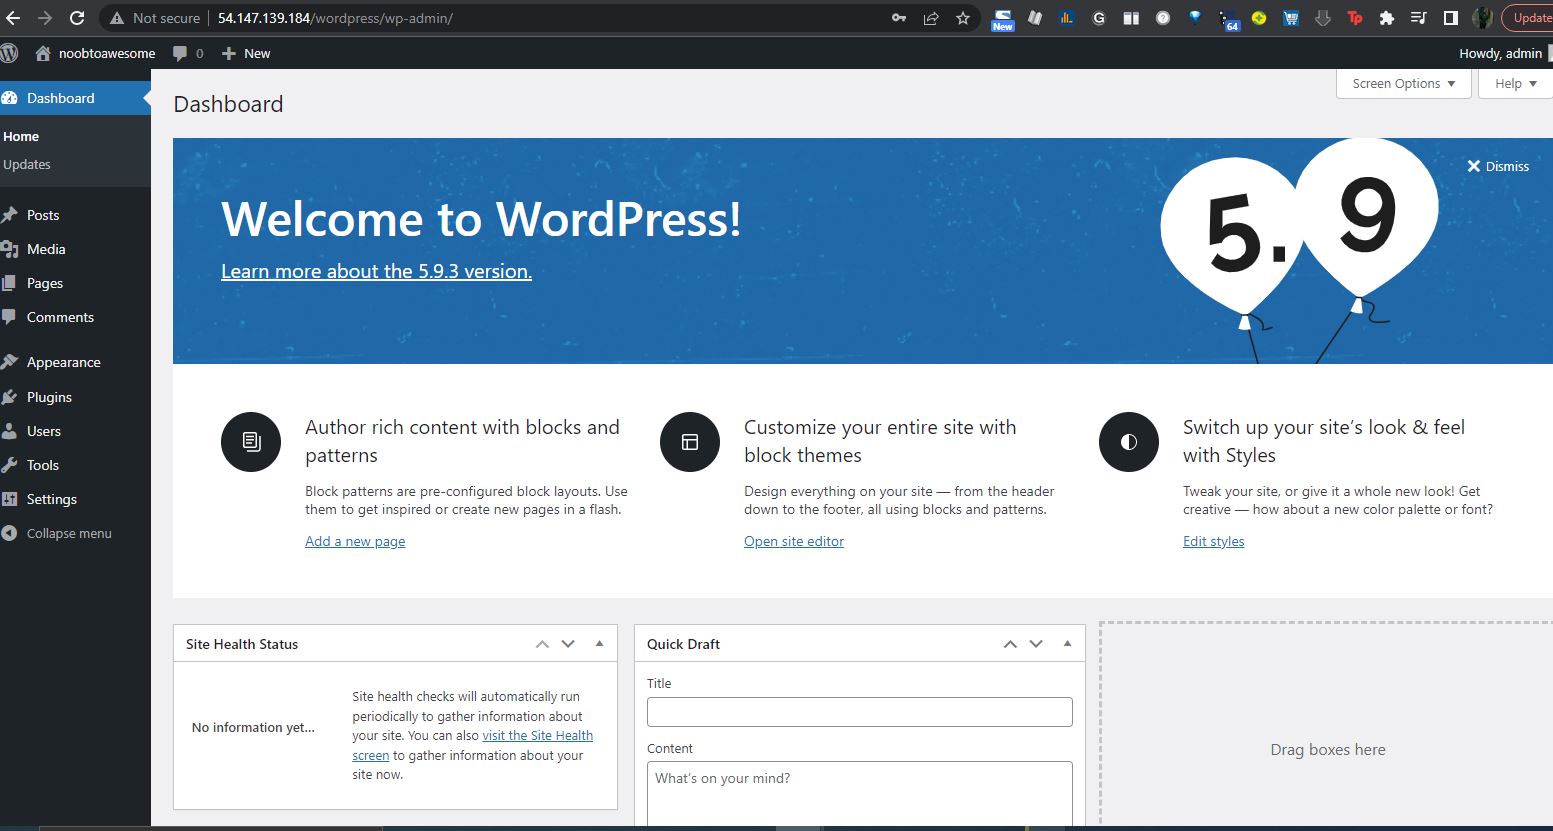 Not secure 54.147.139.184/wordpress/wp-admin/
New
G
64
Tp
Update
noobtoawesome 0 New
Howdy, admin
Dashboard
Home
Updates
Posts
Media
Pages
Comments
Appearance
Plugins
Users
Tools
Settings
Collapse menu
Screen Options Help
Dashboard
Dismiss
Welcome to WordPress!
Learn more about the 5.9.3 version.
5.9
Author rich content with blocks and
patterns
Block patterns are pre-configured block layouts. Use
them to get inspired or create new pages in a flash.
Add a new page
Customize your entire site with
block themes
Design everything on your site — from the header
down to the footer, all using blocks and patterns.
Open site editor
Switch up your site’s look & feel
with Styles
Tweak your site, or give it a whole new look! Get
creative — how about a new color palette or font?
Edit styles
Site Health Status
No information yet...
Site health checks will automatically run
periodically to gather information about
your site. You can also visit the Site Health
screen to gather information about your
site now.
Quick Draft
Title
Content
What’s on your mind?
Drag boxes here